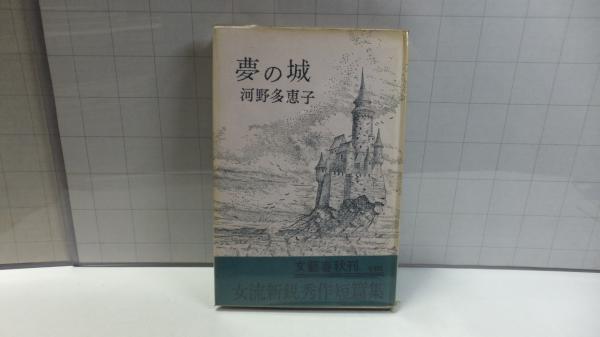 夢の城
河野多恵子
文藝春秋刊
女流新鋭秀作短篇集